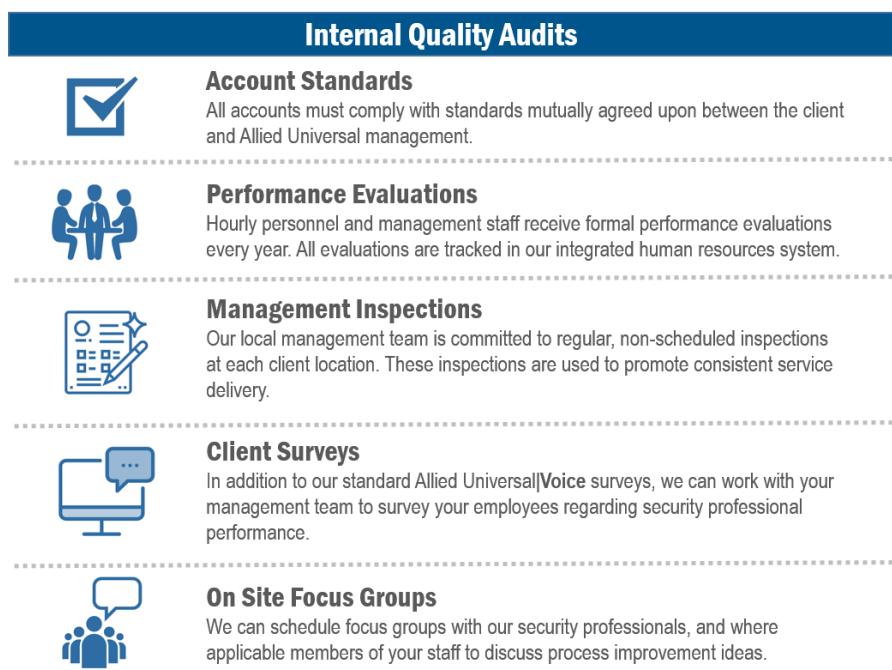 Internal Quality Audits
Account Standards
All accounts must comply with standards mutually agreed upon between the client
and Allied Universal management.
Performance Evaluations
Hourly personnel and management staff receive formal performance evaluations
every year. All evaluations are tracked in our integrated human resources system.
Management Inspections
Our local management team is committed to regular, non-scheduled inspections
at each client location. These inspections are used to promote consistent service
delivery.
Client Surveys
In addition to our standard Allied Universal|Voice surveys, we can work with your
management team to survey your employees regarding security professional
performance.
On Site Focus Groups
We can schedule focus groups with our security professionals, and where
applicable members of your staff to discuss process improvement ideas.